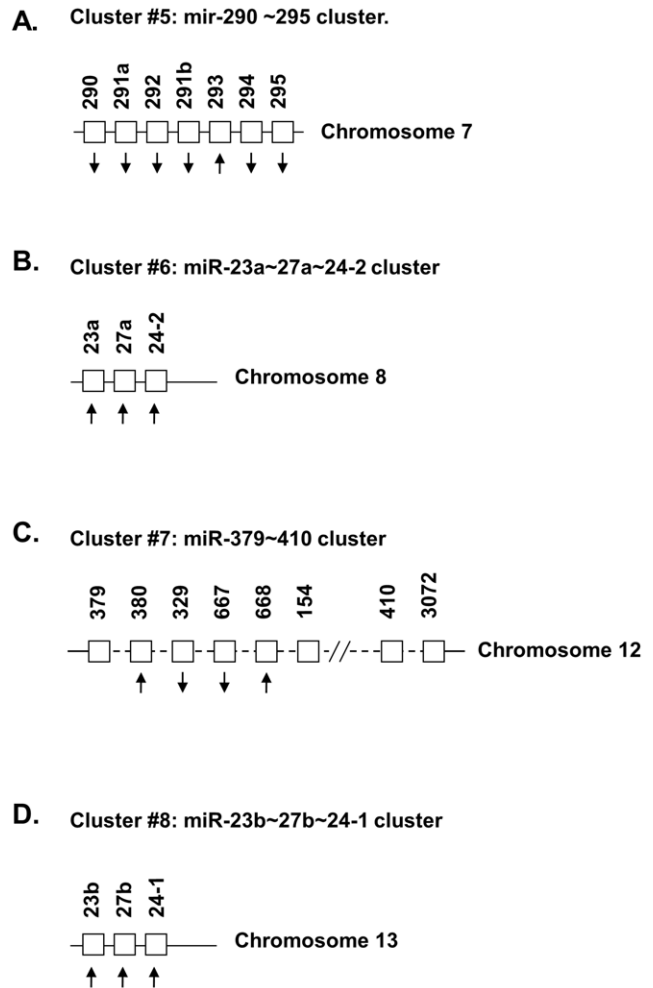 A. Cluster #5: mir-290 ~295 cluster.
290 291a 292 291b 293 294 295
Chromosome 7
B. Cluster #6: miR-23a~27a~24-2 cluster
23a 27a 24-2
Chromosome 8
C. Cluster #7: miR-379~410 cluster
379 380 329 667 668 154 410 3072
Chromosome 12
D. Cluster #8: miR-23b~27b~24-1 cluster
23b 27b 24-1
Chromosome 13